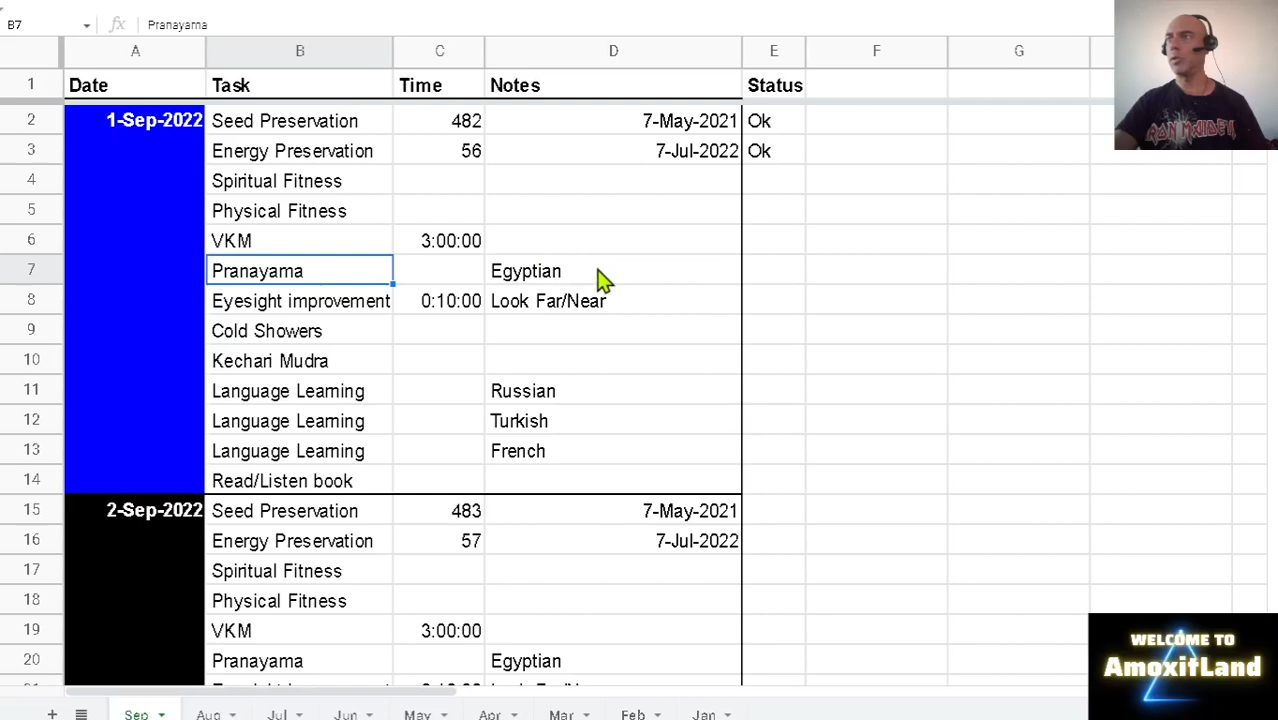 B7 fx Pranayama
A B C D E F G
1 Date Task Time Notes Status
2 1-Sep-2022 Seed Preservation 482 7-May-2021 Ok
3 Energy Preservation 56 7-Jul-2022 Ok
4 Spiritual Fitness
5 Physical Fitness
6 VKM 3:00:00
7 Pranayama Egyptian
8 Eyesight improvement 0:10:00 Look Far/Near
9 Cold Showers
10 Kechari Mudra
11 Language Learning Russian
12 Language Learning Turkish
13 Language Learning French
14 Read/Listen book
15 2-Sep-2022 Seed Preservation 483 7-May-2021
16 Energy Preservation 57 7-Jul-2022
17 Spiritual Fitness
18 Physical Fitness
19 VKM 3:00:00
20 Pranayama Egyptian
Sep Aug Jul Jun May Apr Mar Feb Jan
IRON MAIDEN
WELCOME TO
AmoxitLand